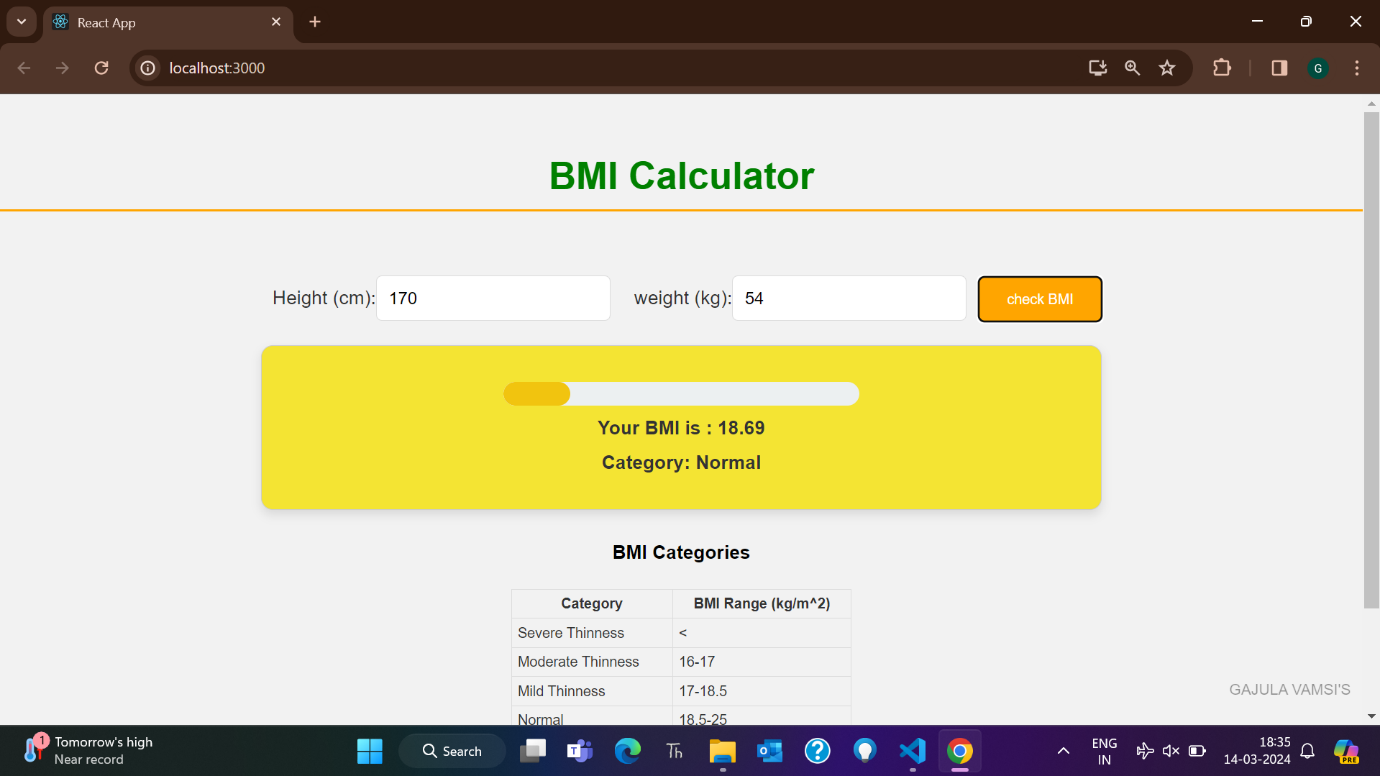 React App
localhost:3000
G
BMI Calculator
Height (cm): 170 weight (kg): 54 check BMI
Your BMI is : 18.69
Category: Normal
BMI Categories
Category BMI Range (kg/m^2)
Severe Thinness <
Moderate Thinness 16-17
Mild Thinness 17-18.5
Normal 18.5-25
GAJULA VAMSI'S
1 Tomorrow's high
Near record
Search
Th
ENG
IN
18:35
14-03-2024
PRE